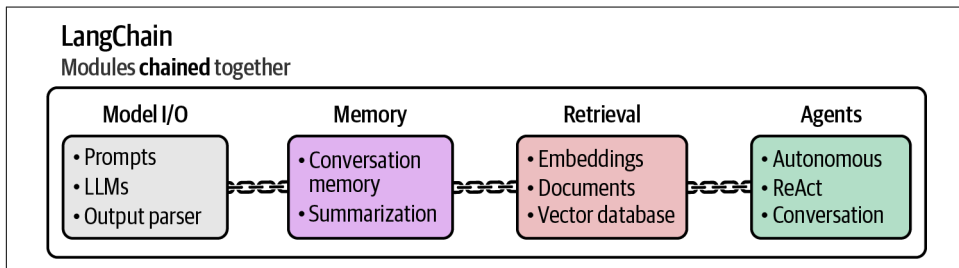 LangChain
Modules chained together
Model I/O
• Prompts
• LLMs
• Output parser
Memory
• Conversation
memory
• Summarization
Retrieval
• Embeddings
• Documents
• Vector database
Agents
• Autonomous
• ReAct
• Conversation